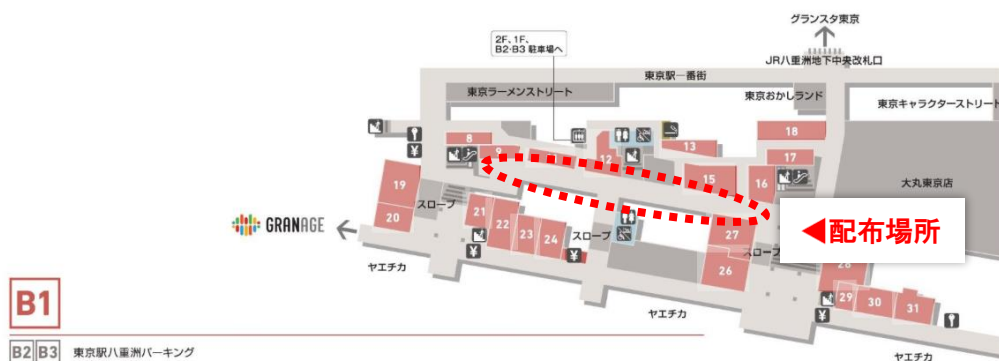 グランスタ東京
2F、1F、
B2・B3 駐車場へ
JR八重洲地下中央改札口
東京駅一番街
東京ラーメンストリート
東京おかしランド
東京キャラクターストリート
8
9
12
13
18
17
15
16
19
20
大丸東京店
スロープ
21
22
23
24
スロープ
27
26
スロープ
◀配布場所
GRANAGE
ヤエチカ
28
29
30
31
ヤエチカ
ヤエチカ
B1
B2 B3 東京駅八重洲パーキング